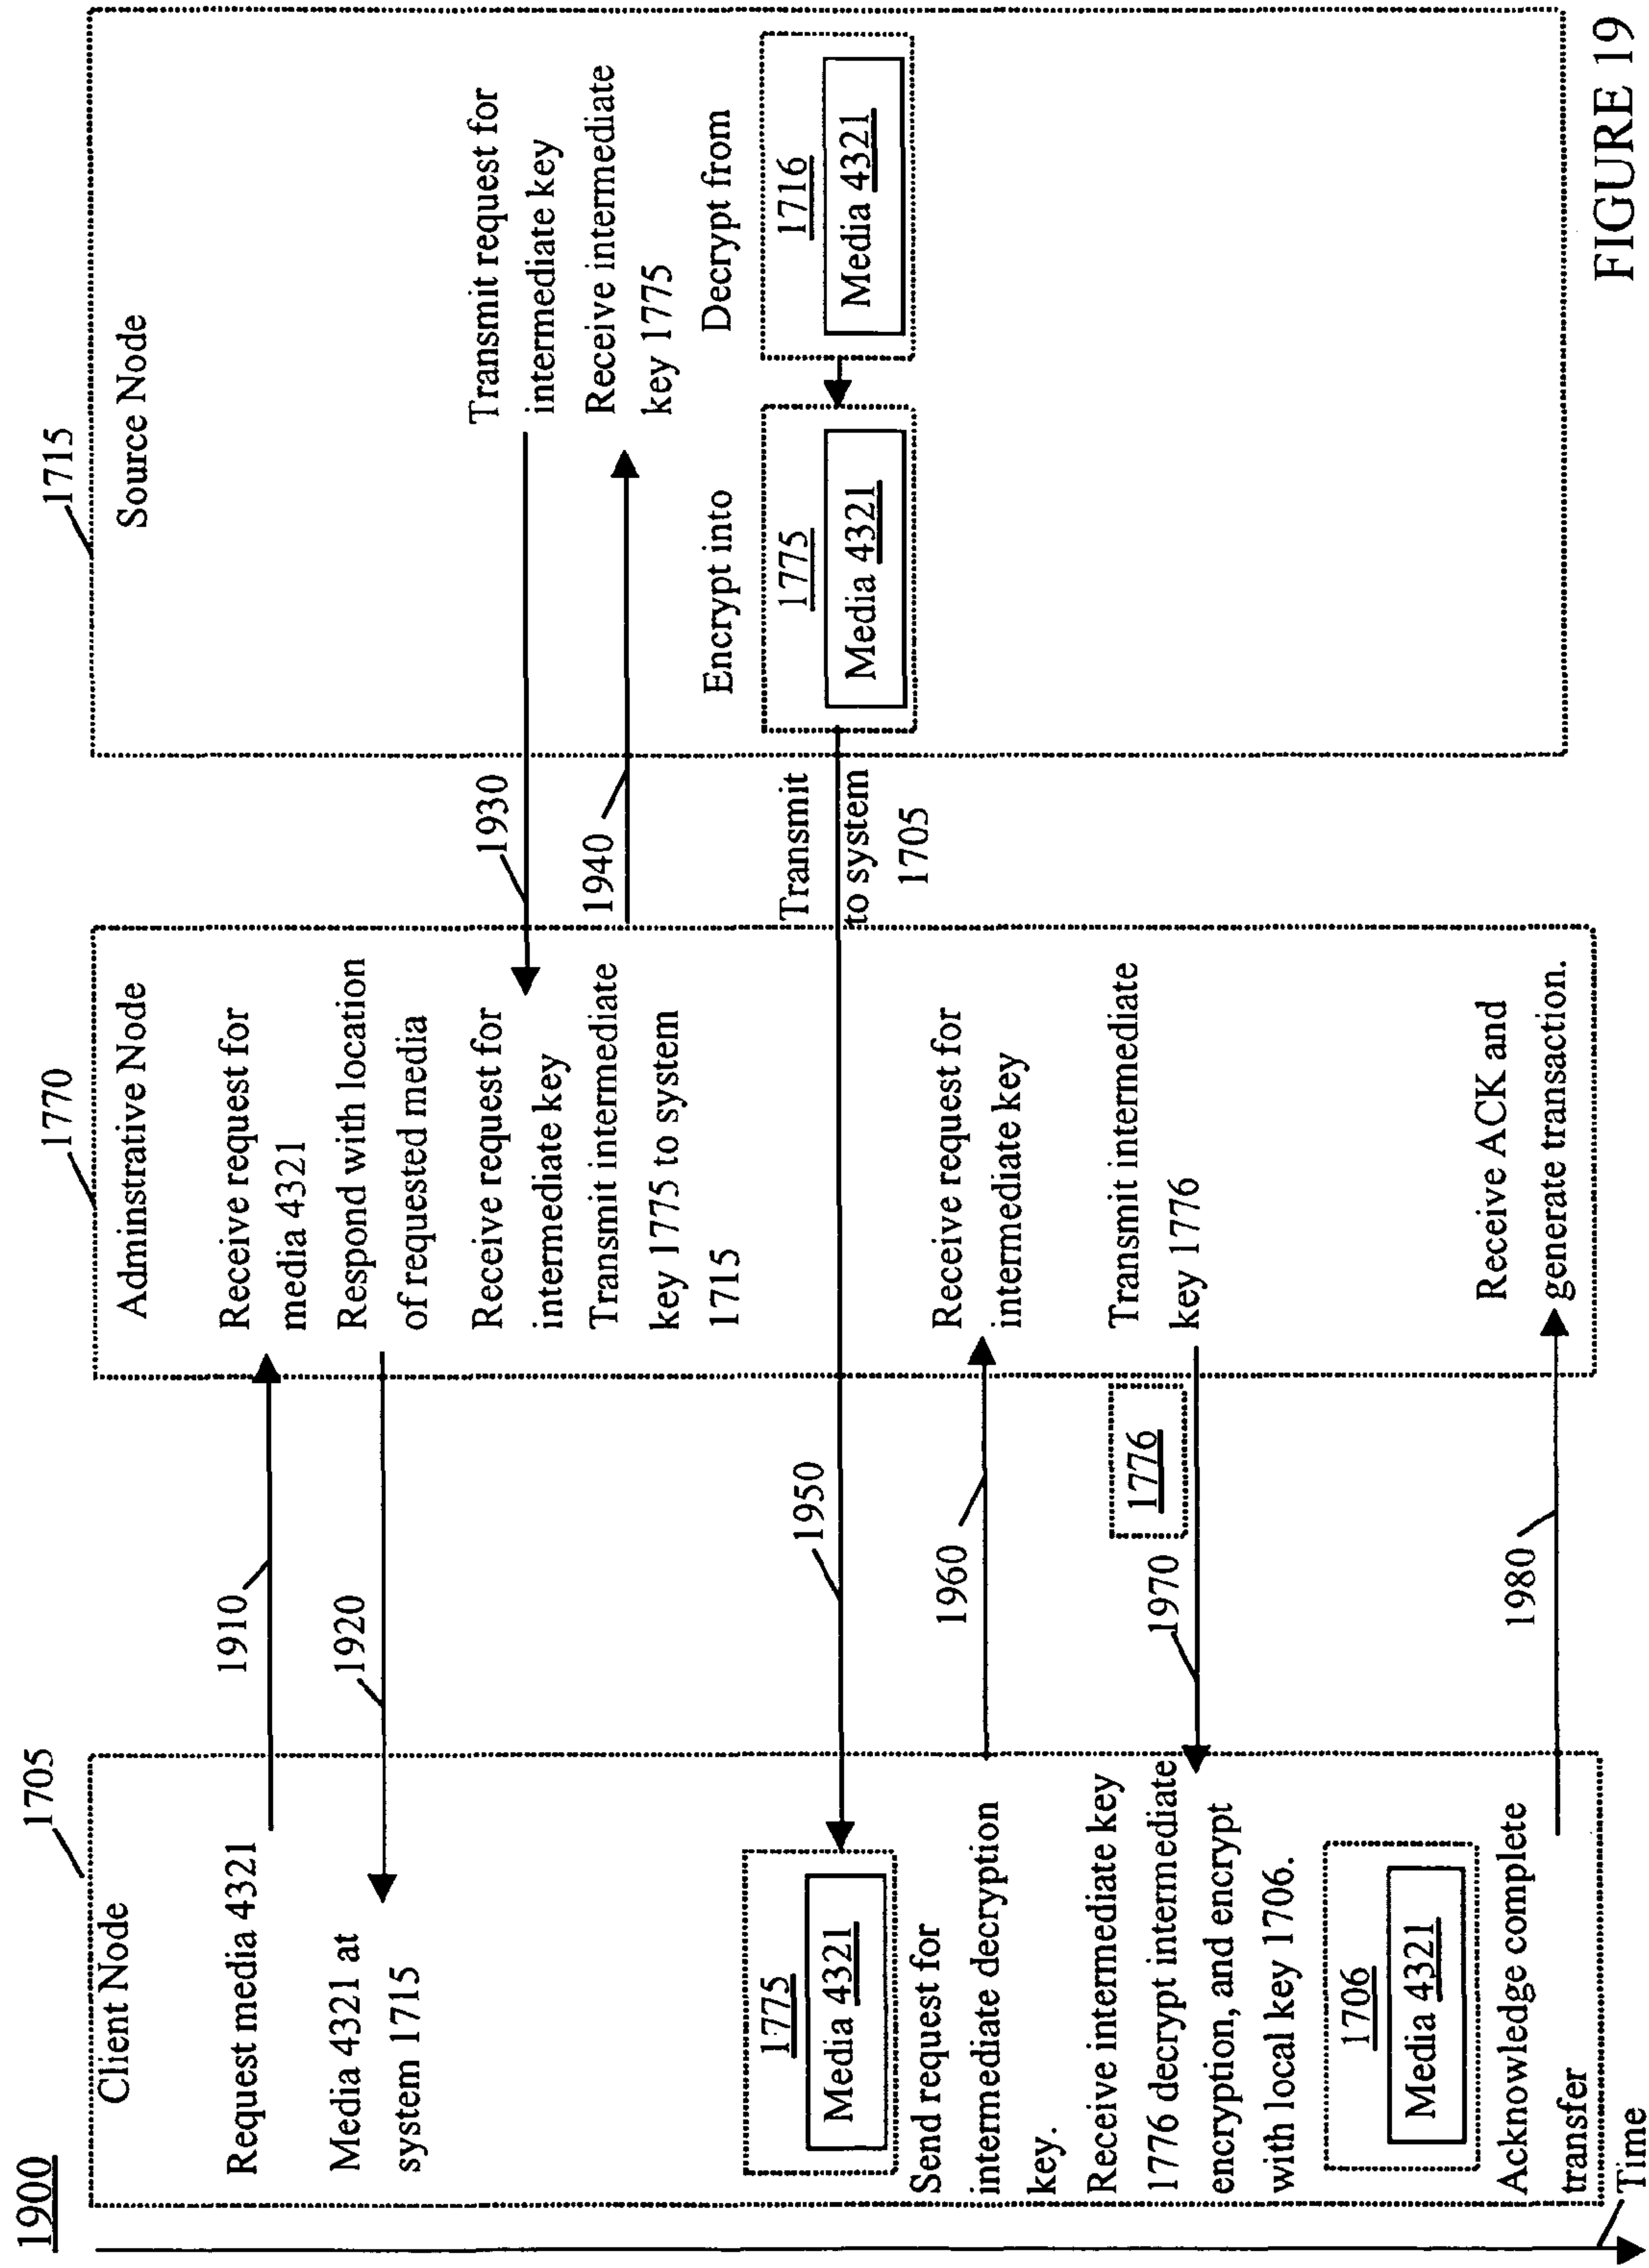 1900
1705
Client Node
Request media 4321
Media 4321 at
system 1715
1775
Media 4321
Send request for
intermediate decryption
key.
Receive intermediate key
1776 decrypt intermediate
encryption, and encrypt
with local key 1706.
1706
Media 4321
Acknowledge complete
transfer
Time
1910
1920
1950
1960
1970
1776
1980
1770
Adminstrative Node
Receive request for
media 4321
Respond with location
of requested media
Receive request for
intermediate key
Transmit intermediate
key 1775 to system
1715
Receive request for
intermediate key
Transmit intermediate
key 1776
Receive ACK and
generate transaction.
1930
1940
Transmit
to system
1705
1715
Source Node
Transmit request for
intermediate key
Receive intermediate
key 1775
Encrypt into
1775
Media 4321
Decrypt from
1716
Media 4321
FIGURE 19